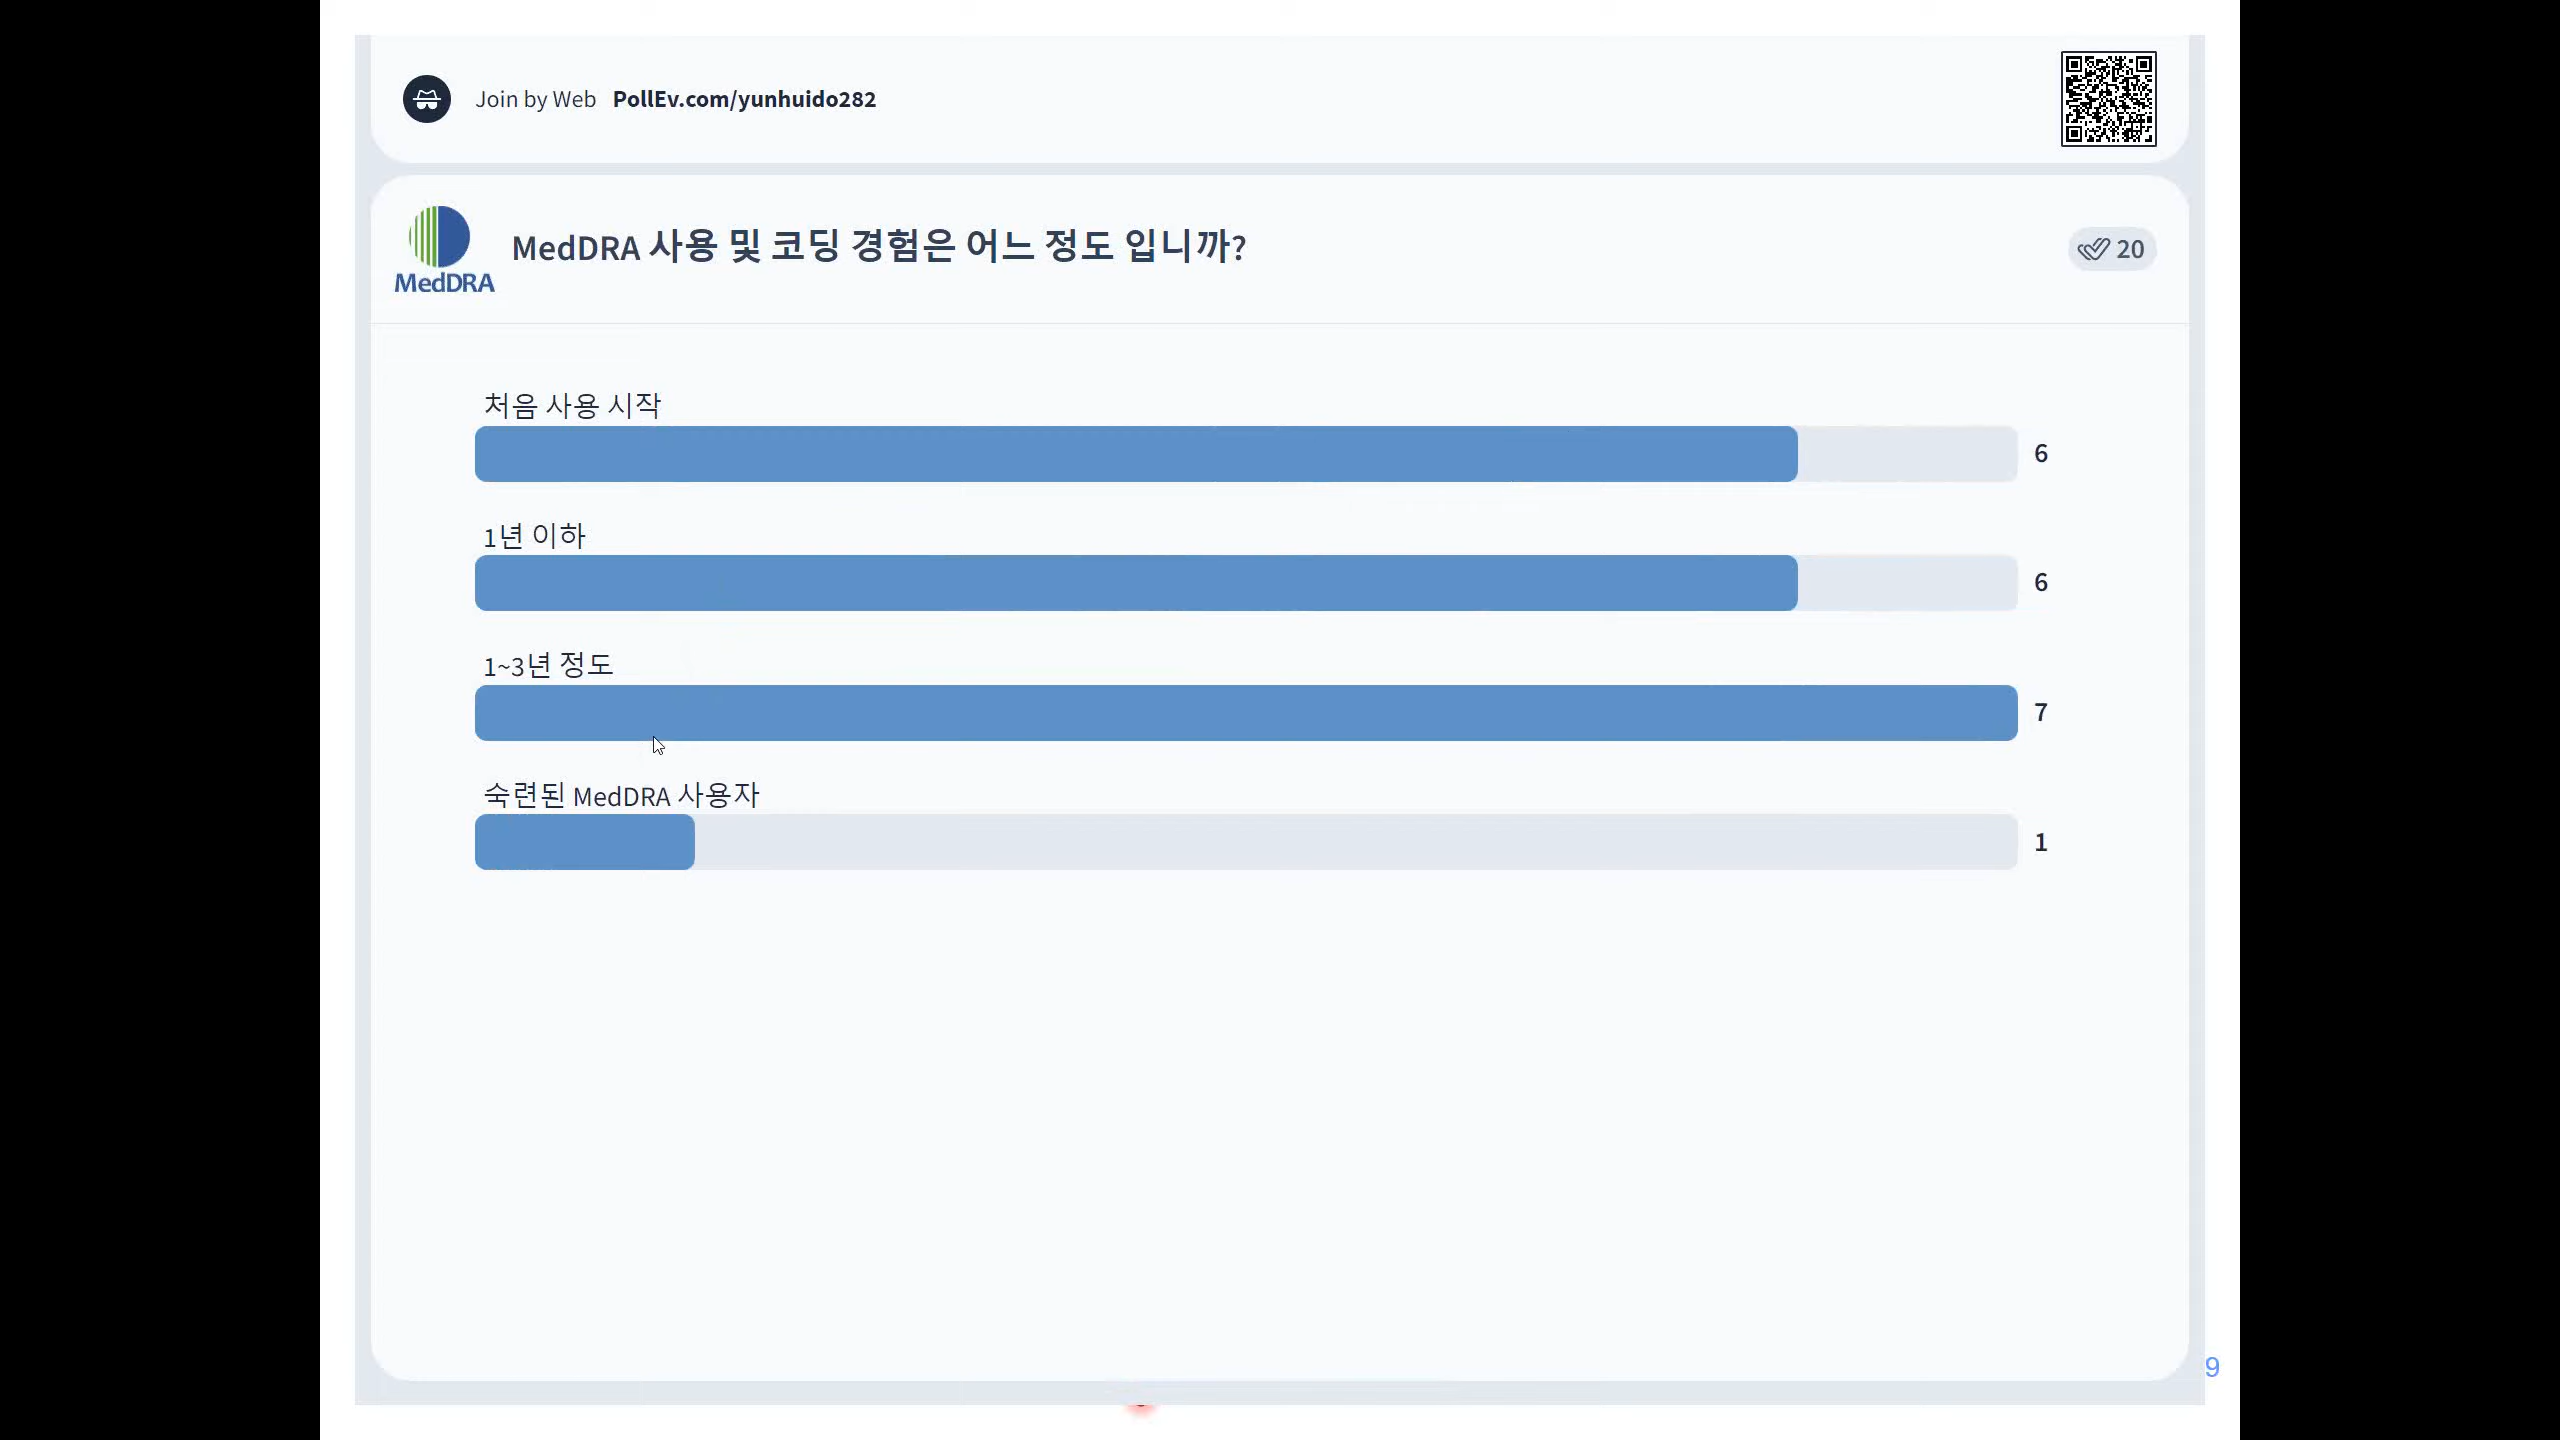 Join by Web PollEv.com/yunhuido282
MedDRA
MedDRA 사용 및 코딩 경험은 어느 정도 입니까?
20
처음 사용 시작
6
1년 이하
6
1~3년 정도
7
숙련된 MedDRA 사용자
1
9